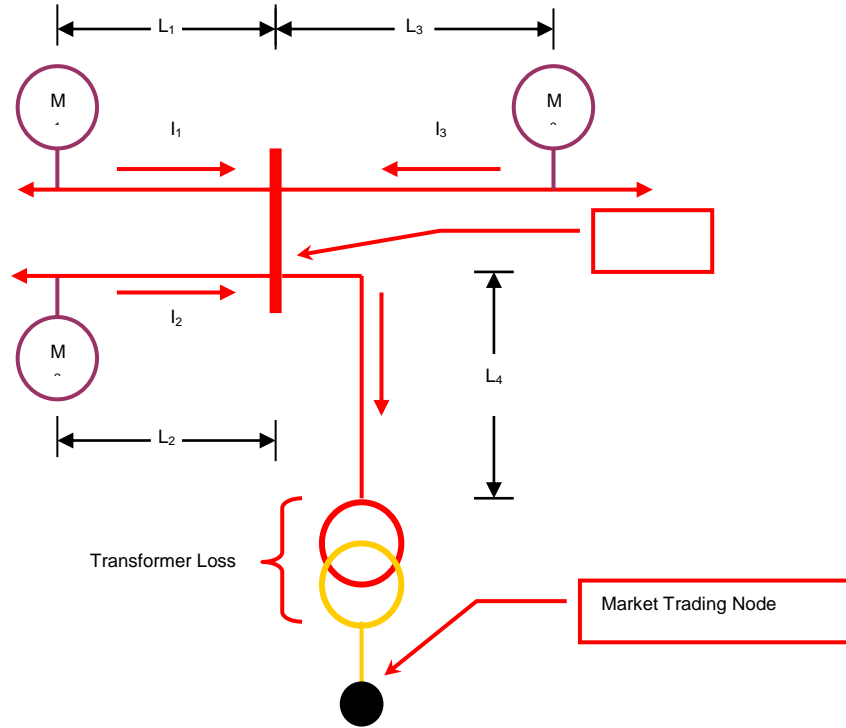 L₁
L₃
M
M
I₁
I₃
I₂
M
L₄
L₂
Transformer Loss
Market Trading Node